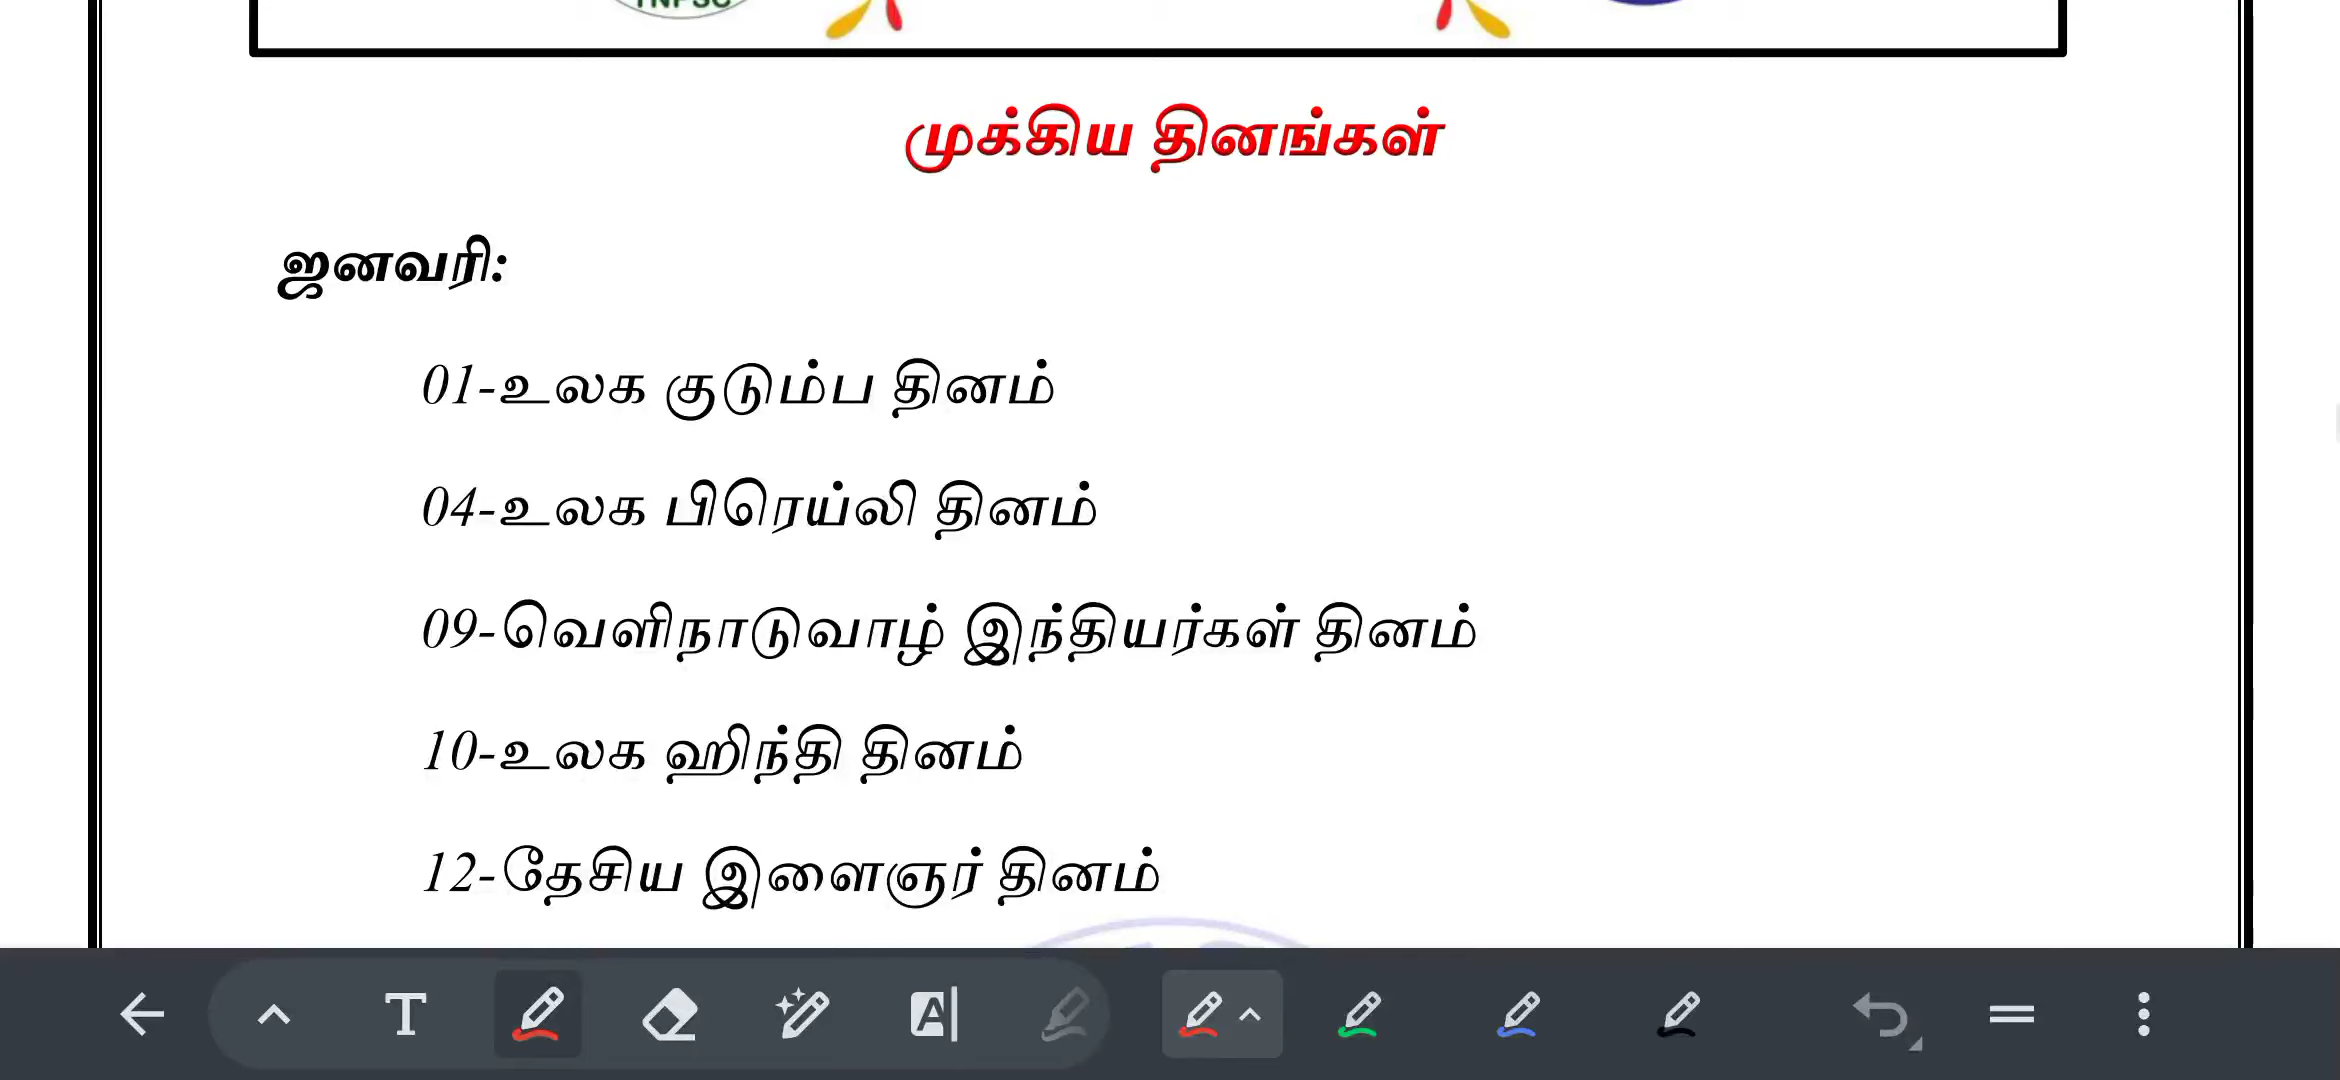 TNPSC
முக்கிய தினங்கள்
ஜனவரி:
01-உலக குடும்ப தினம்
04-உலக பிரெய்லி தினம்
09-வெளிநாடுவாழ் இந்தியர்கள் தினம்
10-உலக ஹிந்தி தினம்
12-தேசிய இளைஞர் தினம்